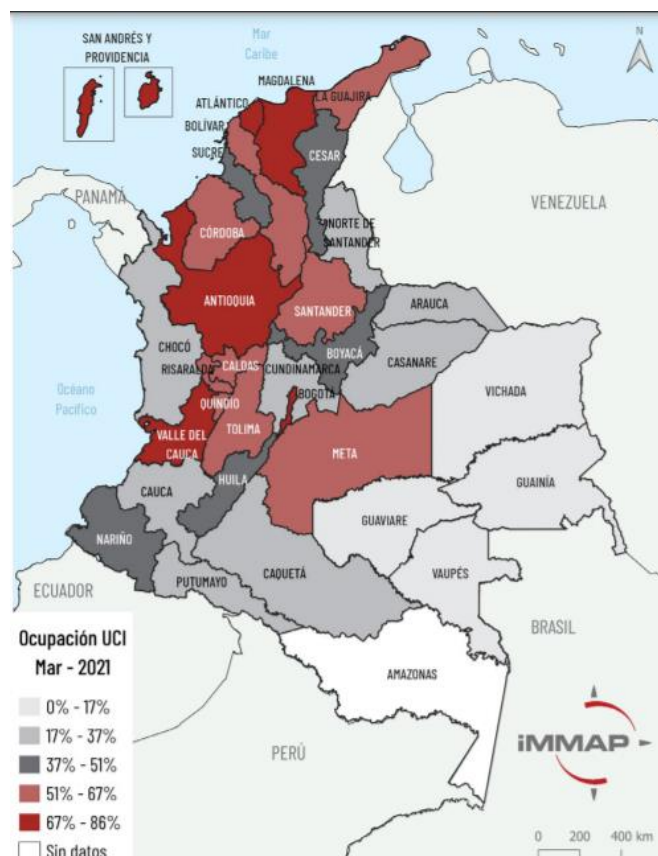 SAN ANDRÉS Y
PROVIDENCIA
Mar
Caribe
N
MAGDALENA
LA GUAJIRA
ATLÁNTICO
BOLÍVAR
SUCRE
CESAR
PANAMÁ
VENEZUELA
CÓRDOBA
NORTE DE
SANTANDER
ANTIOQUIA
SANTANDER
ARAUCA
CHOCÓ
BOYACÁ
CASANARE
RISARALDA
CALDAS
CUNDINAMARCA
VICHADA
Océano
Pacífico
QUINDIO
BOGOTÁ
VALLE DEL
CAUCA
TOLIMA
META
GUAINÍA
HUILA
CAUCA
GUAVIARE
NARIÑO
VAUPÉS
CAQUETÁ
PUTUMAYO
ECUADOR
BRASIL
AMAZONAS
PERÚ
Ocupación UCI
Mar - 2021
0% - 17%
17% - 37%
37% - 51%
51% - 67%
67% - 86%
Sin datos
iMMAP
0 200 400 km